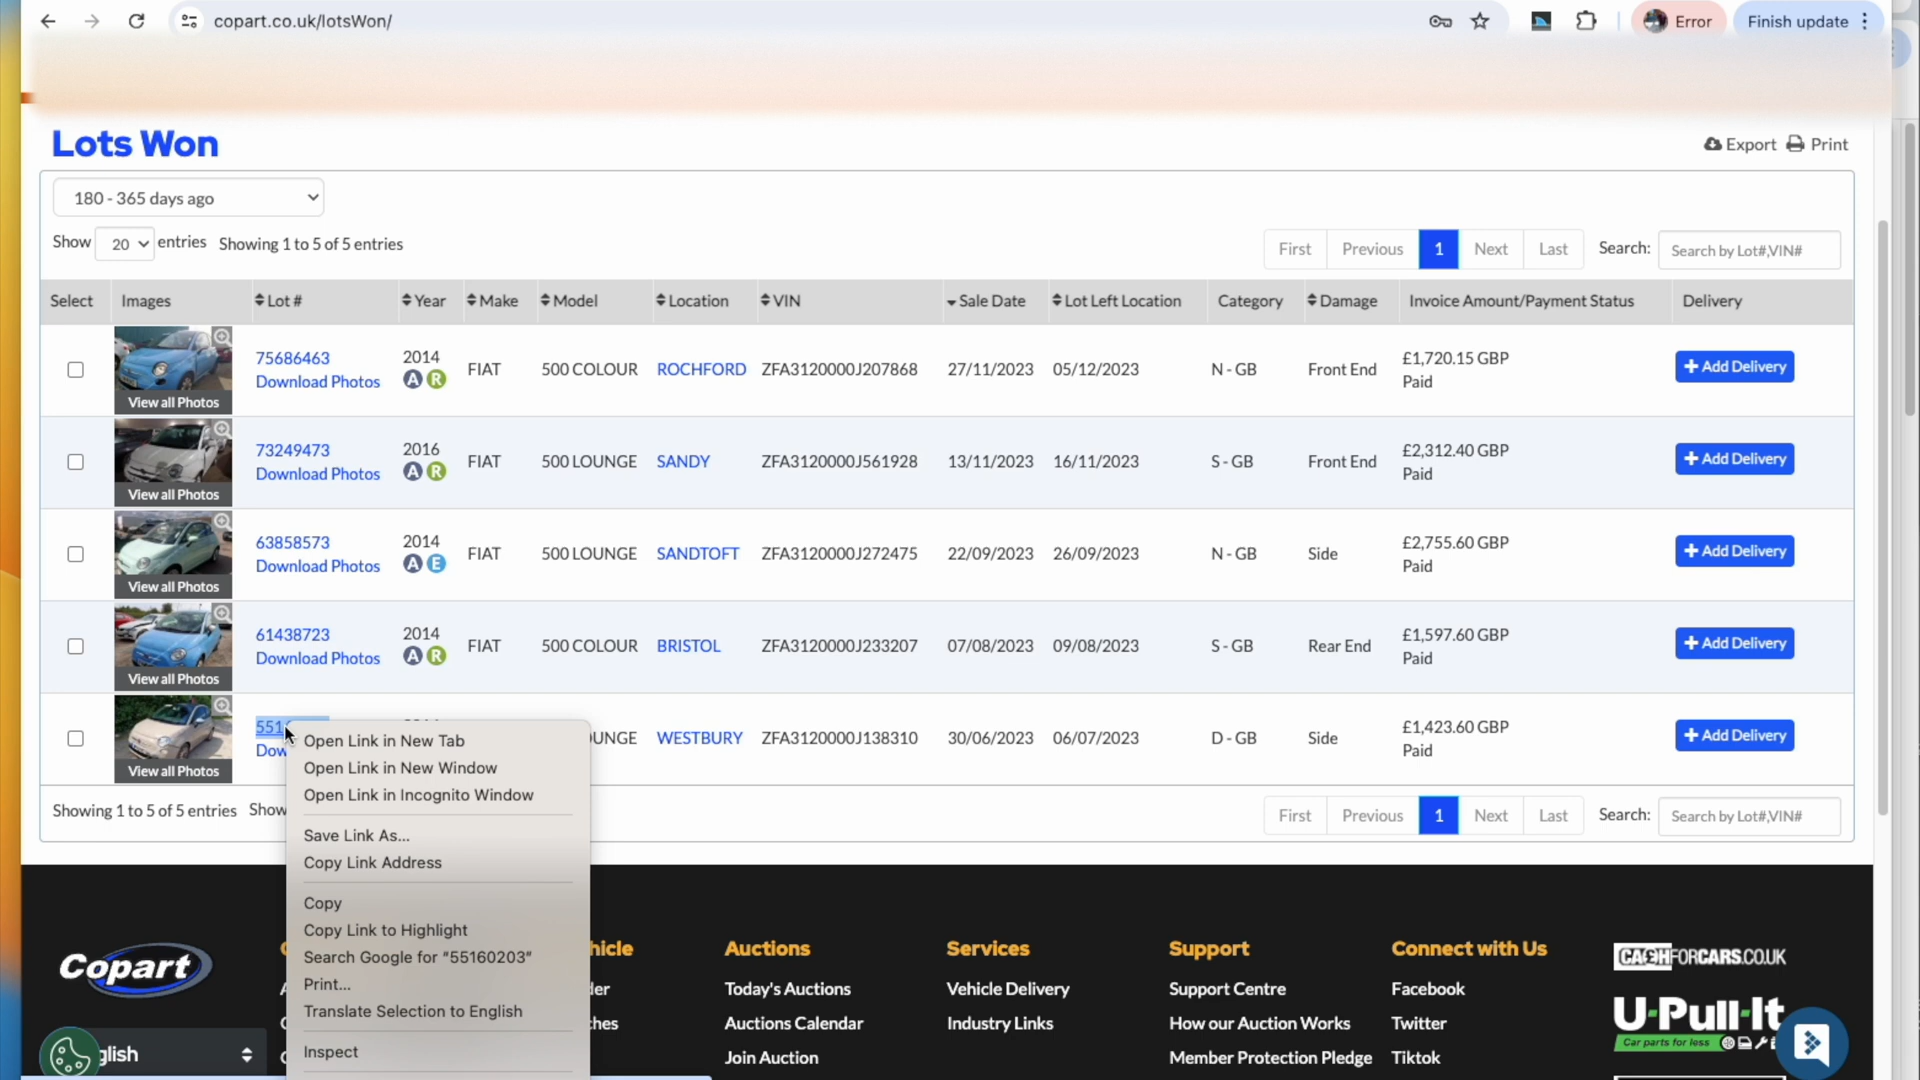 copart.co.uk/lotsWon/
Error
Finish update
Lots Won
Export
Print
180 - 365 days ago
Show 20 entries Showing 1 to 5 of 5 entries
First Previous 1 Next Last Search: Search by Lot#,VIN#
Select Images Lot # Year Make Model Location VIN Sale Date Lot Left Location Category Damage Invoice Amount/Payment Status Delivery
View all Photos
75686463
Download Photos
2014
A R
FIAT 500 COLOUR ROCHFORD ZFA3120000J207868 27/11/2023 05/12/2023 N - GB Front End
£1,720.15 GBP
Paid
Add Delivery
View all Photos
73249473
Download Photos
2016
A R
FIAT 500 LOUNGE SANDY ZFA3120000J561928 13/11/2023 16/11/2023 S - GB Front End
£2,312.40 GBP
Paid
Add Delivery
View all Photos
63858573
Download Photos
2014
A E
FIAT 500 LOUNGE SANDTOFT ZFA3120000J272475 22/09/2023 26/09/2023 N - GB Side
£2,755.60 GBP
Paid
Add Delivery
View all Photos
61438723
Download Photos
2014
A R
FIAT 500 COLOUR BRISTOL ZFA3120000J233207 07/08/2023 09/08/2023 S - GB Rear End
£1,597.60 GBP
Paid
Add Delivery
View all Photos
551
Dow
UNGE WESTBURY ZFA3120000J138310 30/06/2023 06/07/2023 D - GB Side
£1,423.60 GBP
Paid
Add Delivery
Showing 1 to 5 of 5 entries Show
First Previous 1 Next Last Search: Search by Lot#,VIN#
Open Link in New Tab
Open Link in New Window
Open Link in Incognito Window
Save Link As...
Copy Link Address
Copy
Copy Link to Highlight
Search Google for “55160203”
Print...
Translate Selection to English
Inspect
Copart
glish
hicle
der
ches
Auctions
Today's Auctions
Auctions Calendar
Join Auction
Services
Vehicle Delivery
Industry Links
Support
Support Centre
How our Auction Works
Member Protection Pledge
Connect with Us
Facebook
Twitter
Tiktok
CASHFORCARS.CO.UK
U-Pull-It
Car parts for less